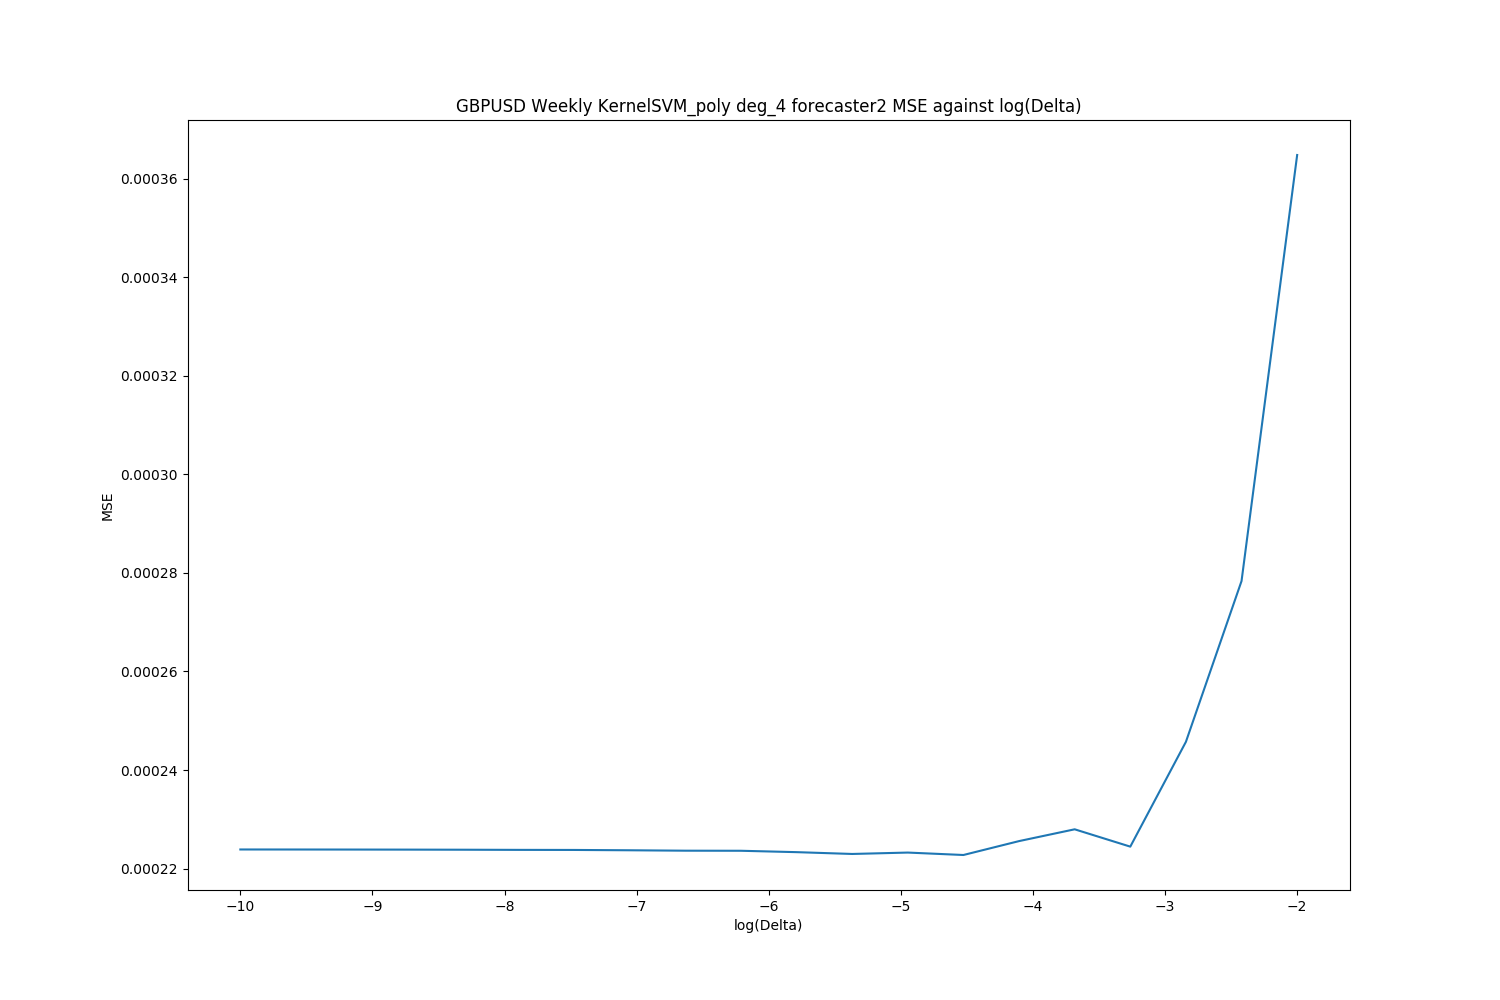 GBPUSD Weekly KernelSVM_poly deg_4 forecaster2 MSE against log(Delta)
0.00036
0.00034
0.00032
0.00030
0.00028
0.00026
0.00024
0.00022
MSE
−10 −9 −8 −7 −6 −5 −4 −3 −2
log(Delta)